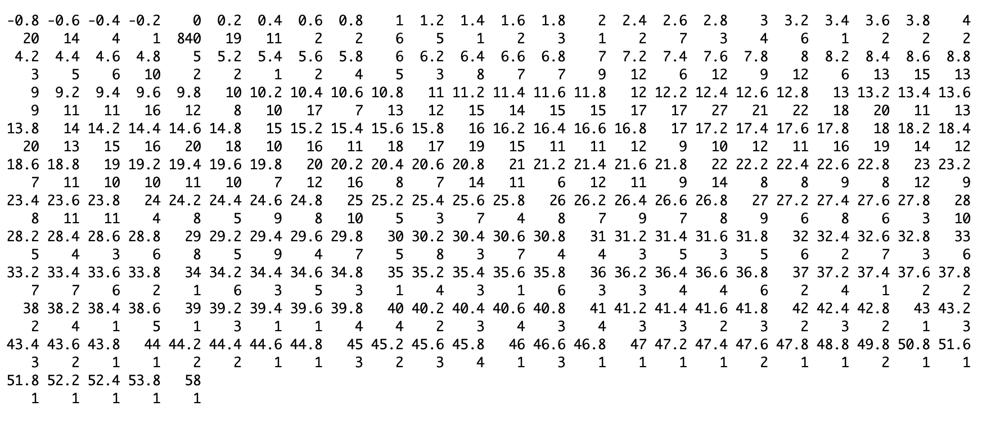 -0.8 -0.6 -0.4 -0.2 0 0.2 0.4 0.6 0.8 1 1.2 1.4 1.6 1.8 2 2.4 2.6 2.8 3 3.2 3.4 3.6 3.8 4
20 14 4 1 840 19 11 2 2 6 5 1 2 3 1 2 7 3 4 6 1 2 2 2
4.2 4.4 4.6 4.8 5 5.2 5.4 5.6 5.8 6 6.2 6.4 6.6 6.8 7 7.2 7.4 7.6 7.8 8 8.2 8.4 8.6 8.8
3 5 6 10 2 2 1 2 4 5 3 8 7 7 9 12 6 12 9 12 6 13 15 13
9 9.2 9.4 9.6 9.8 10 10.2 10.4 10.6 10.8 11 11.2 11.4 11.6 11.8 12 12.2 12.4 12.6 12.8 13 13.2 13.4 13.6
9 11 11 16 12 8 10 17 7 13 12 15 14 15 15 17 17 27 21 22 18 20 11 13
13.8 14 14.2 14.4 14.6 14.8 15 15.2 15.4 15.6 15.8 16 16.2 16.4 16.6 16.8 17 17.2 17.4 17.6 17.8 18 18.2 18.4
20 13 15 16 20 18 10 16 11 18 17 19 15 11 11 12 9 10 12 11 16 19 14 12
18.6 18.8 19 19.2 19.4 19.6 19.8 20 20.2 20.4 20.6 20.8 21 21.2 21.4 21.6 21.8 22 22.2 22.4 22.6 22.8 23 23.2
7 11 10 10 11 10 7 12 16 8 7 14 11 6 12 11 9 14 8 8 9 8 12 9
23.4 23.6 23.8 24 24.2 24.4 24.6 24.8 25 25.2 25.4 25.6 25.8 26 26.2 26.4 26.6 26.8 27 27.2 27.4 27.6 27.8 28
8 11 11 4 8 5 9 8 10 5 3 7 4 8 7 9 7 8 9 6 8 6 3 10
28.2 28.4 28.6 28.8 29 29.2 29.4 29.6 29.8 30 30.2 30.4 30.6 30.8 31 31.2 31.4 31.6 31.8 32 32.4 32.6 32.8 33
5 4 3 6 8 5 9 4 7 5 8 3 7 4 4 3 5 3 5 6 2 7 3 6
33.2 33.4 33.6 33.8 34 34.2 34.4 34.6 34.8 35 35.2 35.4 35.6 35.8 36 36.2 36.4 36.6 36.8 37 37.2 37.4 37.6 37.8
7 7 6 2 1 6 3 5 3 1 4 3 1 6 3 3 4 4 6 2 4 1 2 2
38 38.2 38.4 38.6 39 39.2 39.4 39.6 39.8 40 40.2 40.4 40.6 40.8 41 41.2 41.4 41.6 41.8 42 42.4 42.8 43 43.2
2 4 1 5 1 3 1 1 4 4 2 3 4 3 4 3 3 2 3 2 3 2 1 3
43.4 43.6 43.8 44 44.2 44.4 44.6 44.8 45 45.2 45.6 45.8 46 46.6 46.8 47 47.2 47.4 47.6 47.8 48.8 49.8 50.8 51.6
3 2 1 1 2 2 1 1 3 2 3 4 1 3 1 1 1 1 2 1 1 2 1 1
51.8 52.2 52.4 53.8 58
1 1 1 1 1